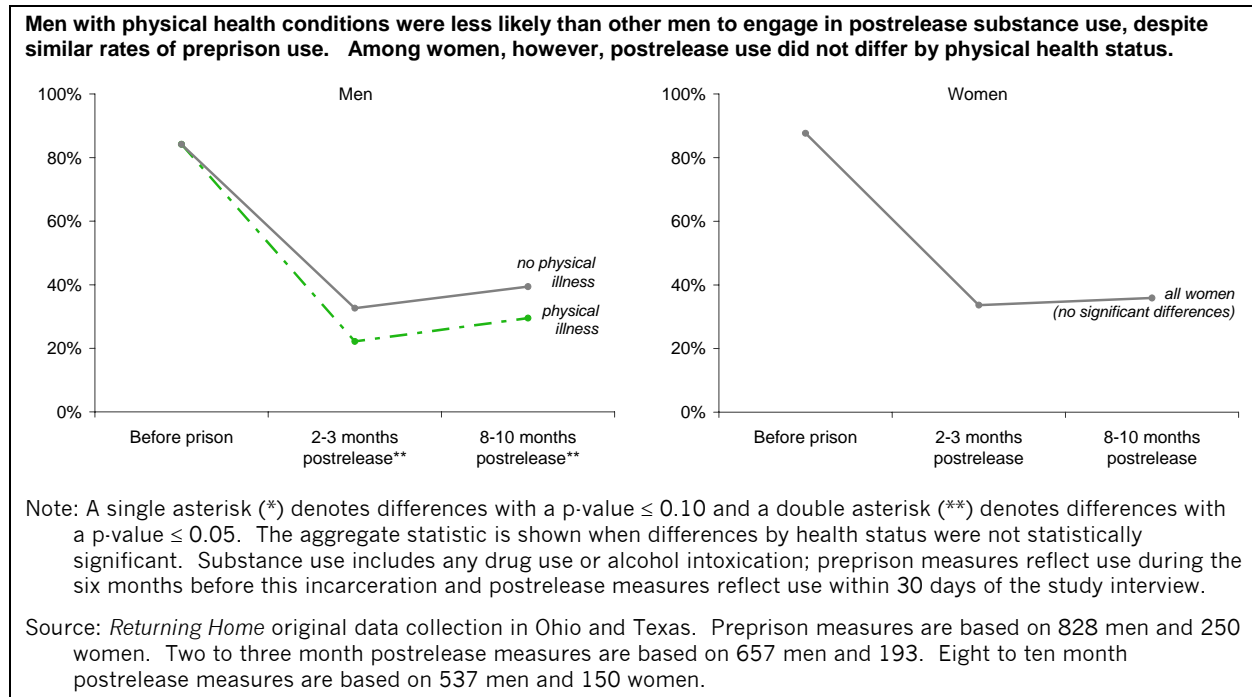 Men with physical health conditions were less likely than other men to engage in postrelease substance use, despite
similar rates of preprison use.   Among women, however, postrelease use did not differ by physical health status.
Men
100%
80%
60%
40%
20%
0%
no physical
illness
physical
illness
Before prison
2-3 months
postrelease**
8-10 months
postrelease**
Women
100%
80%
60%
40%
20%
0%
all women
(no significant differences)
Before prison
2-3 months
postrelease
8-10 months
postrelease
Note: A single asterisk (*) denotes differences with a p-value ≤ 0.10 and a double asterisk (**) denotes differences with
a p-value ≤ 0.05.  The aggregate statistic is shown when differences by health status were not statistically
significant.  Substance use includes any drug use or alcohol intoxication; preprison measures reflect use during the
six months before this incarceration and postrelease measures reflect use within 30 days of the study interview.
Source: Returning Home original data collection in Ohio and Texas.  Preprison measures are based on 828 men and 250
women.  Two to three month postrelease measures are based on 657 men and 193.  Eight to ten month
postrelease measures are based on 537 men and 150 women.